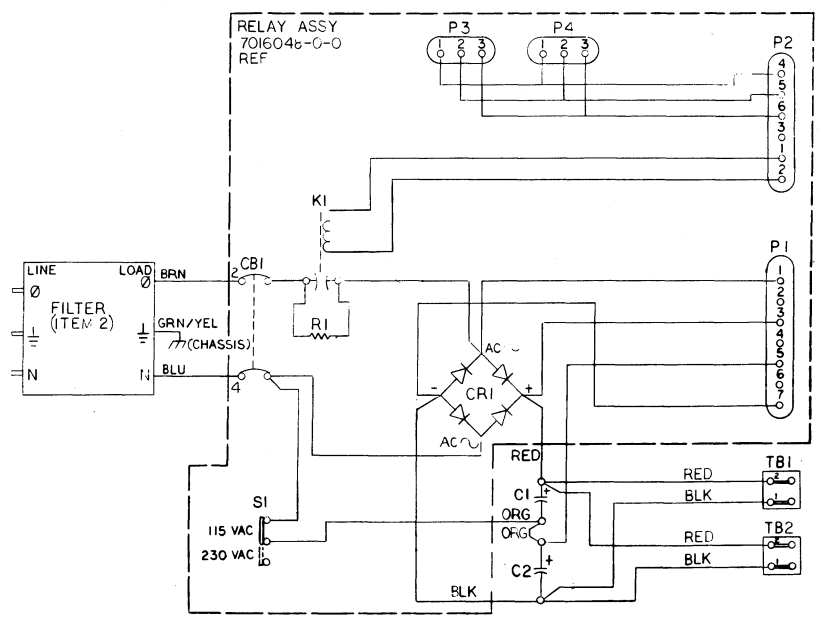 RELAY ASSY
7016048-0-0
REF
P3
1 2 3
P4
1 2 3
P2
4
5
6
3
1
2
K1
LINE
LOAD
Ø
Ø
FILTER
(ITEM 2)
N
N
BRN
GRN/YEL
(CHASSIS)
BLU
2
CB1
4
R1
P1
1
2
3
4
5
6
7
AC
-
CR1
+
AC
RED
S1
115 VAC
230 VAC
C1
+
ORG
ORG
C2
+
BLK
RED
BLK
TB1
2
1
RED
BLK
TB2
2
1